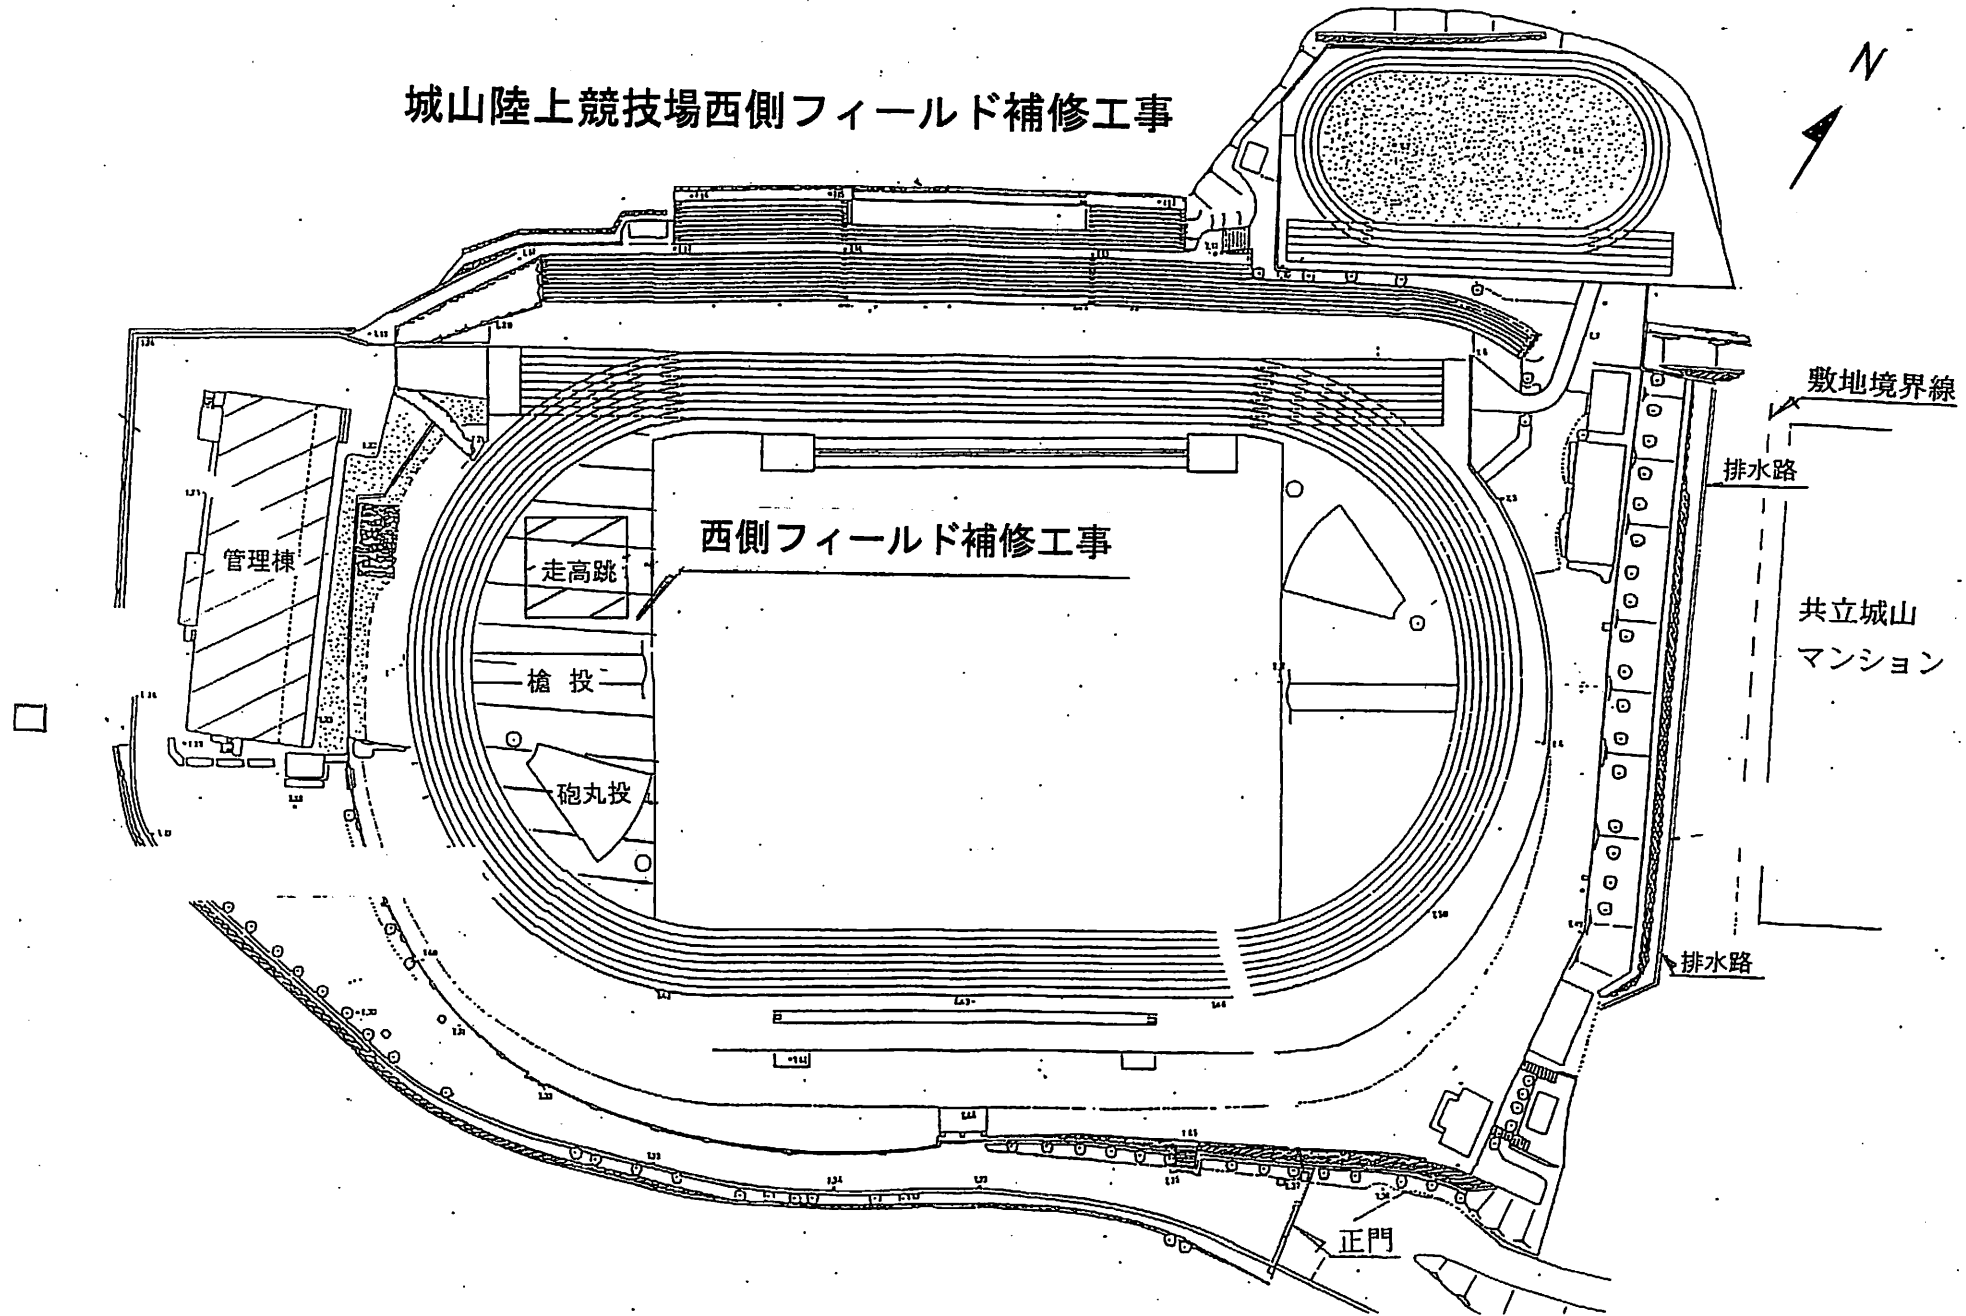 城山陸上競技場西側フィールド補修工事
N
敷地境界線
排水路
西側フィールド補修工事
管理棟
走高跳
共立城山
マンション
槍投
砲丸投
排水路
正門